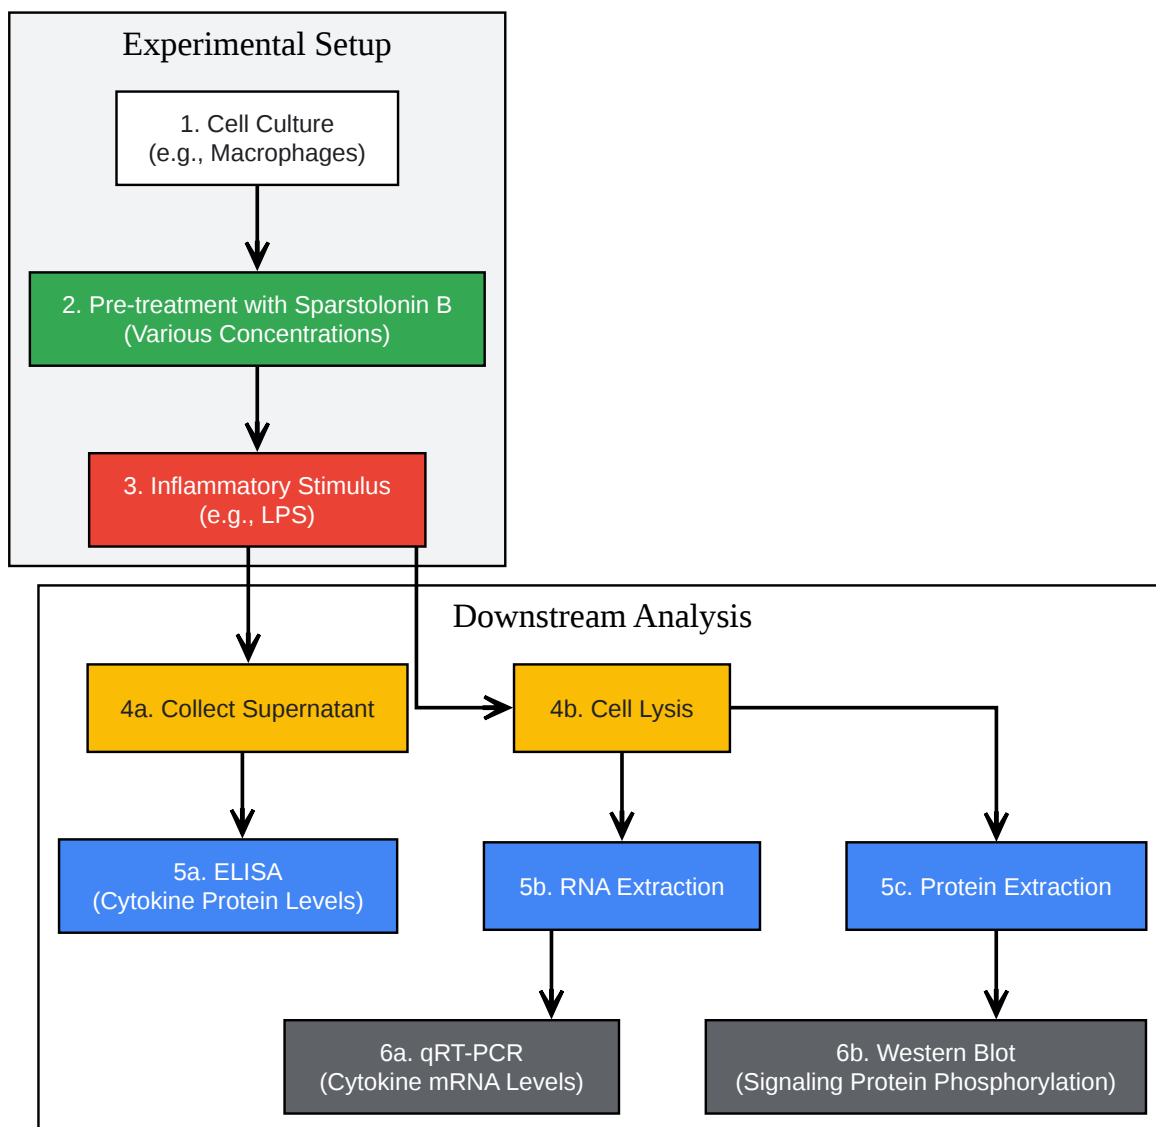 Experimental Setup
1. Cell Culture
(e.g., Macrophages)
2. Pre-treatment with Sparstolonin B
(Various Concentrations)
3. Inflammatory Stimulus
(e.g., LPS)
Downstream Analysis
4a. Collect Supernatant
4b. Cell Lysis
5a. ELISA
(Cytokine Protein Levels)
5b. RNA Extraction
5c. Protein Extraction
6a. qRT-PCR
(Cytokine mRNA Levels)
6b. Western Blot
(Signaling Protein Phosphorylation)